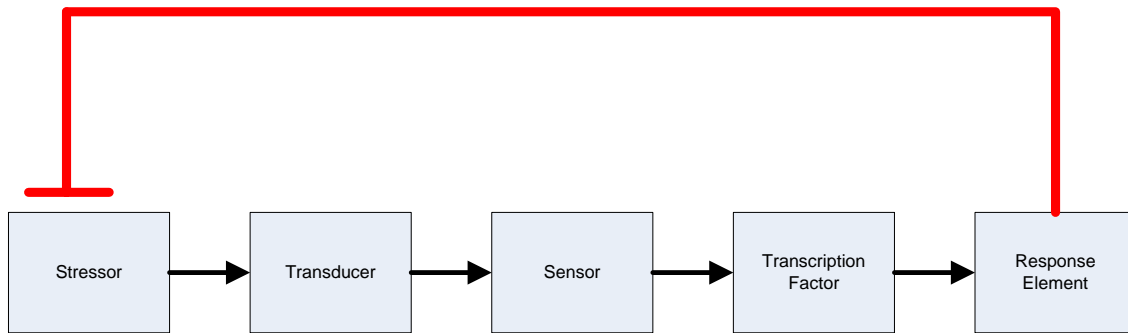 Stressor
Transducer
Sensor
Transcription
Factor
Response
Element